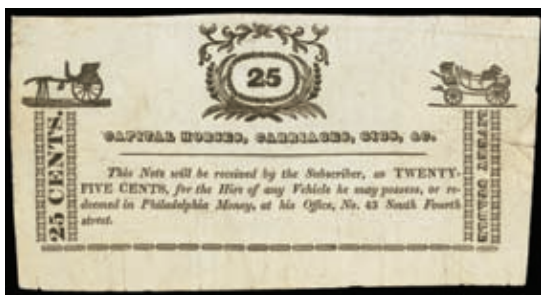 25
CAPITAL HORSES, CARRIAGES, GIGS, &C.
This Note will be received by the Subscriber, as TWENTY-
FIVE CENTS, for the Hire of any Vehicle he may possess, or re-
deemed in Philadelphia Money, at his Office, No. 43 South Fourth
street.
25 CENTS.